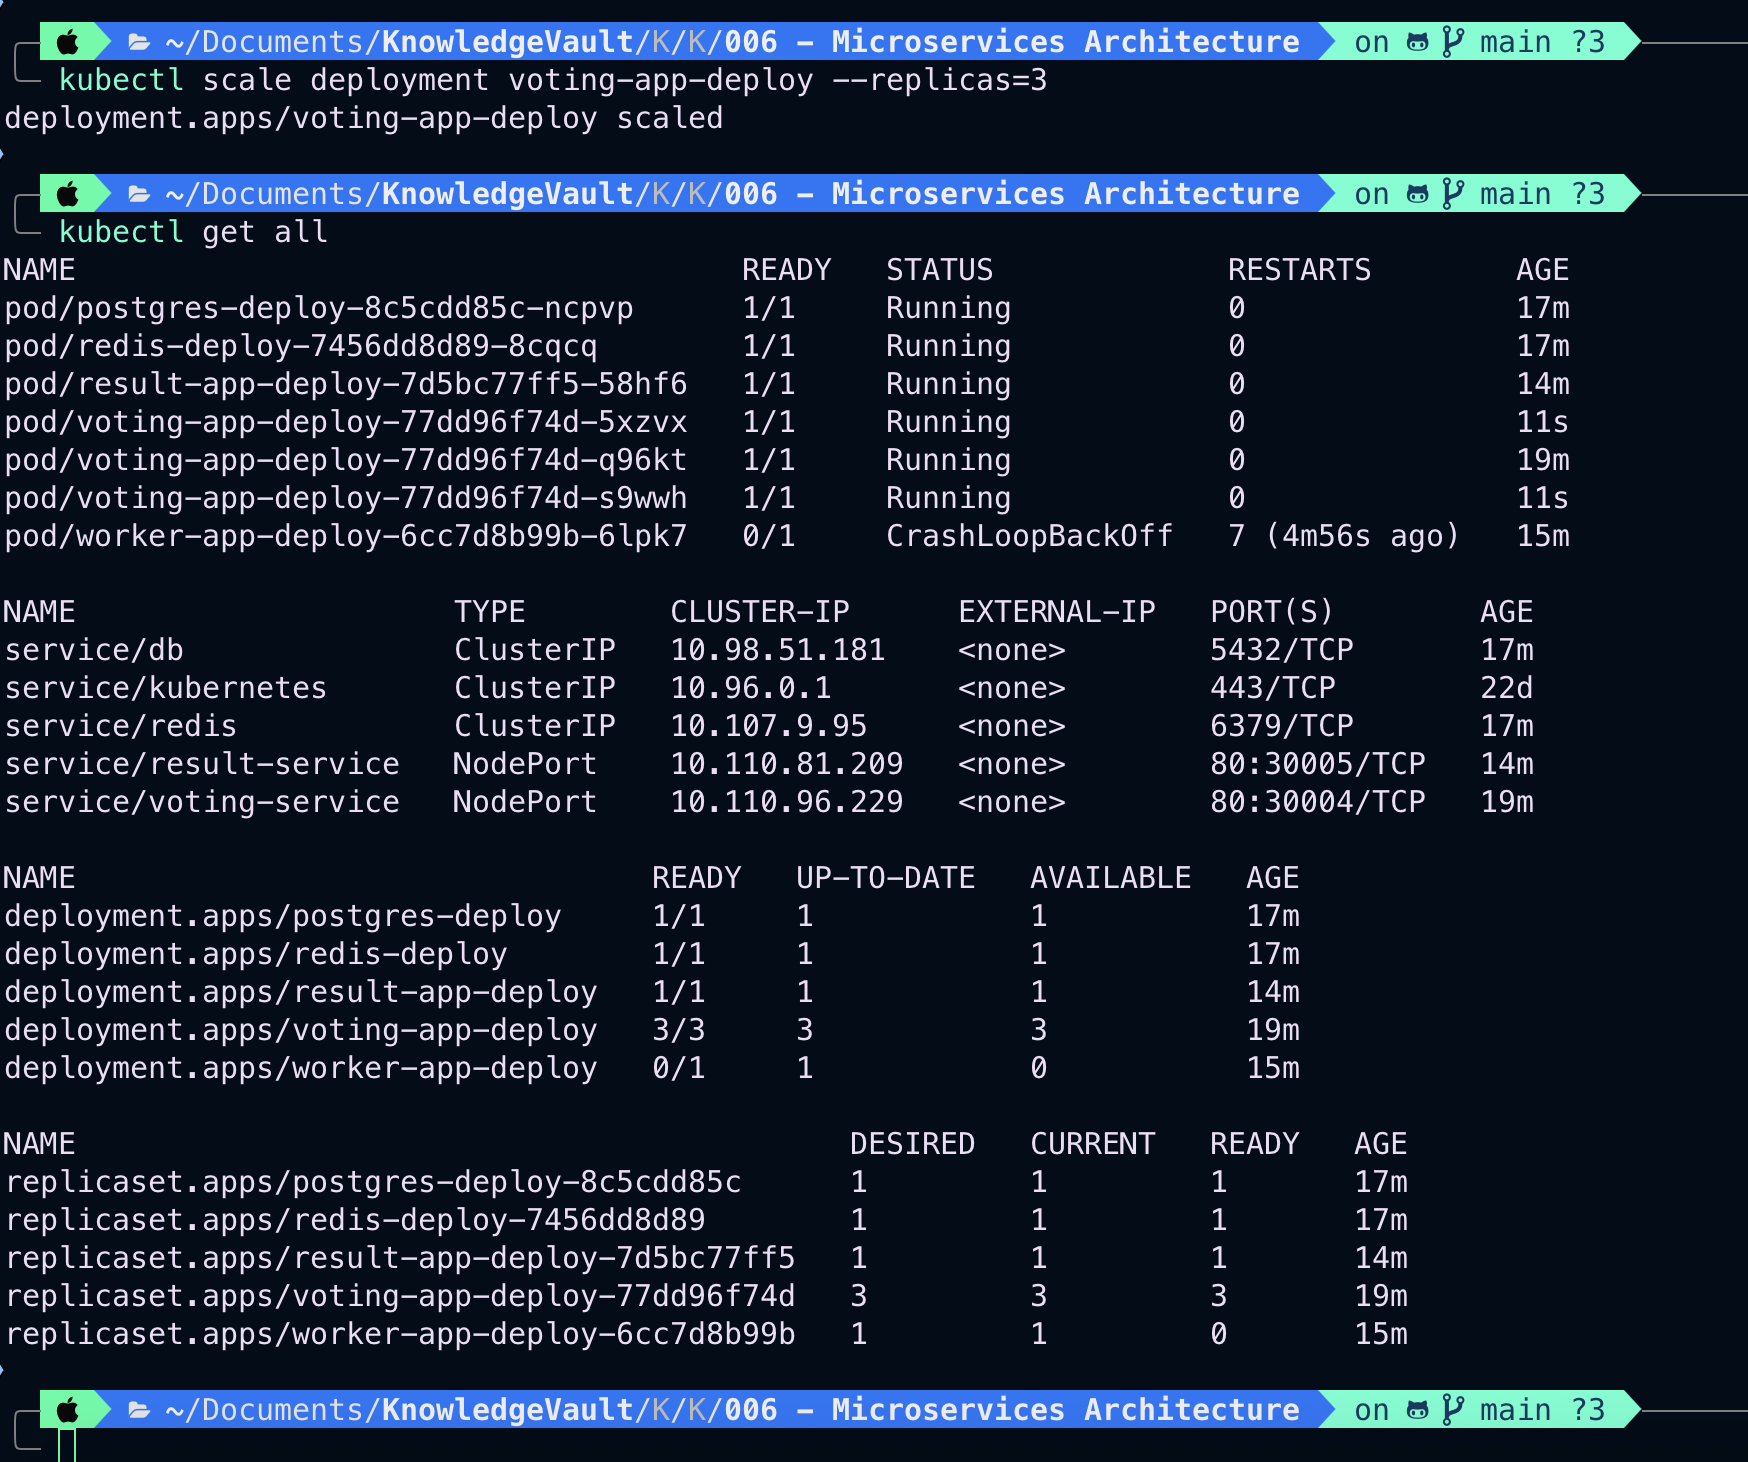 ~/Documents/KnowledgeVault/K/K/006 - Microservices Architecture on main ?3
kubectl scale deployment voting-app-deploy --replicas=3
deployment.apps/voting-app-deploy scaled
~/Documents/KnowledgeVault/K/K/006 - Microservices Architecture on main ?3
kubectl get all
NAME READY STATUS RESTARTS AGE
pod/postgres-deploy-8c5cdd85c-ncpvp 1/1 Running 0 17m
pod/redis-deploy-7456dd8d89-8cqcq 1/1 Running 0 17m
pod/result-app-deploy-7d5bc77ff5-58hf6 1/1 Running 0 14m
pod/voting-app-deploy-77dd96f74d-5xzvx 1/1 Running 0 11s
pod/voting-app-deploy-77dd96f74d-q96kt 1/1 Running 0 19m
pod/voting-app-deploy-77dd96f74d-s9wwh 1/1 Running 0 11s
pod/worker-app-deploy-6cc7d8b99b-6lpk7 0/1 CrashLoopBackOff 7 (4m56s ago) 15m
NAME TYPE CLUSTER-IP EXTERNAL-IP PORT(S) AGE
service/db ClusterIP 10.98.51.181 <none> 5432/TCP 17m
service/kubernetes ClusterIP 10.96.0.1 <none> 443/TCP 22d
service/redis ClusterIP 10.107.9.95 <none> 6379/TCP 17m
service/result-service NodePort 10.110.81.209 <none> 80:30005/TCP 14m
service/voting-service NodePort 10.110.96.229 <none> 80:30004/TCP 19m
NAME READY UP-TO-DATE AVAILABLE AGE
deployment.apps/postgres-deploy 1/1 1 1 17m
deployment.apps/redis-deploy 1/1 1 1 17m
deployment.apps/result-app-deploy 1/1 1 1 14m
deployment.apps/voting-app-deploy 3/3 3 3 19m
deployment.apps/worker-app-deploy 0/1 1 0 15m
NAME DESIRED CURRENT READY AGE
replicaset.apps/postgres-deploy-8c5cdd85c 1 1 1 17m
replicaset.apps/redis-deploy-7456dd8d89 1 1 1 17m
replicaset.apps/result-app-deploy-7d5bc77ff5 1 1 1 14m
replicaset.apps/voting-app-deploy-77dd96f74d 3 3 3 19m
replicaset.apps/worker-app-deploy-6cc7d8b99b 1 1 0 15m
~/Documents/KnowledgeVault/K/K/006 - Microservices Architecture on main ?3